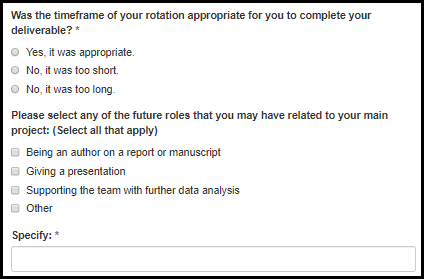 Was the timeframe of your rotation appropriate for you to complete your
deliverable? *
Yes, it was appropriate.
No, it was too short.
No, it was too long.
Please select any of the future roles that you may have related to your main
project: (Select all that apply)
Being an author on a report or manuscript
Giving a presentation
Supporting the team with further data analysis
Other
Specify: *